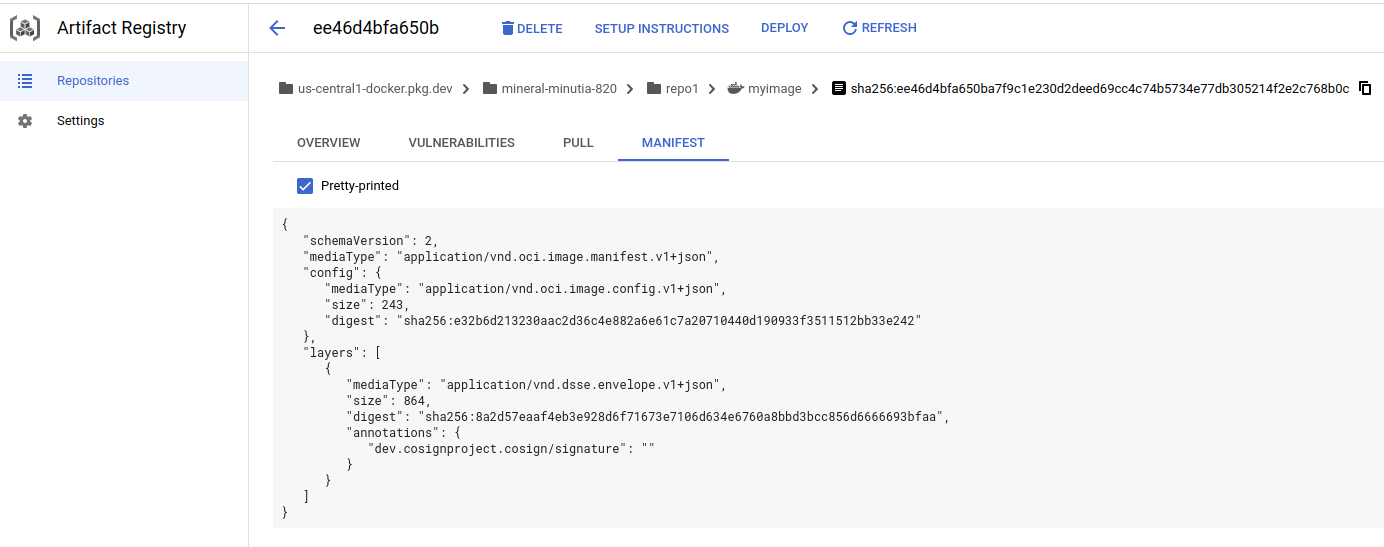 Artifact Registry
ee46d4bfa650b
DELETE
SETUP INSTRUCTIONS
DEPLOY
REFRESH
Repositories
Settings
us-central1-docker.pkg.dev
mineral-minutia-820
repo1
myimage
sha256:ee46d4bfa650ba7f9c1e230d2deed69cc4c74b5734e77db305214f2e2c768b0c
OVERVIEW
VULNERABILITIES
PULL
MANIFEST
Pretty-printed
{
"schemaVersion": 2,
"mediaType": "application/vnd.oci.image.manifest.v1+json",
"config": {
"mediaType": "application/vnd.oci.image.config.v1+json",
"size": 243,
"digest": "sha256:e32b6d213230aac2d36c4e882a6e61c7a20710440d190933f3511512bb33e242"
},
"layers": [
{
"mediaType": "application/vnd.dsse.envelope.v1+json",
"size": 864,
"digest": "sha256:8a2d57eaaf4eb3e928d6f71673e7106d634e6760a8bbd3bcc856d6666693bfaa",
"annotations": {
"dev.cosignproject.cosign/signature": ""
}
}
]
}